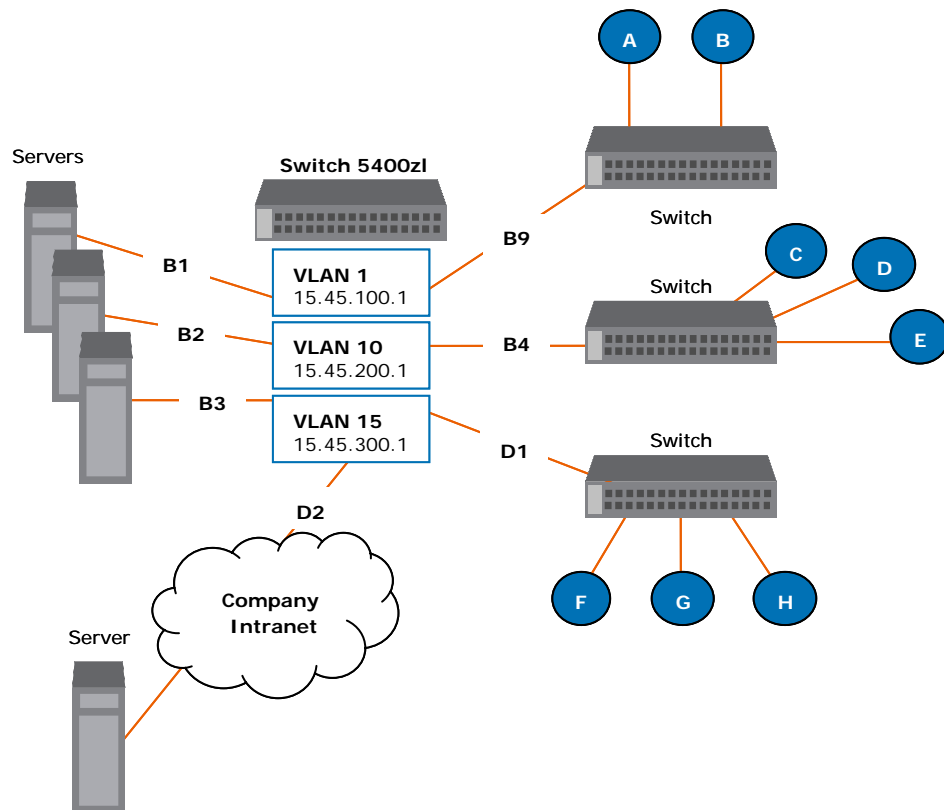 A
B
Servers
Switch 5400zl
Switch
B9
B1
VLAN 1
15.45.100.1
C
D
Switch
B2
VLAN 10
15.45.200.1
B4
E
B3
VLAN 15
15.45.300.1
Switch
D1
D2
F
G
H
Company
Intranet
Server